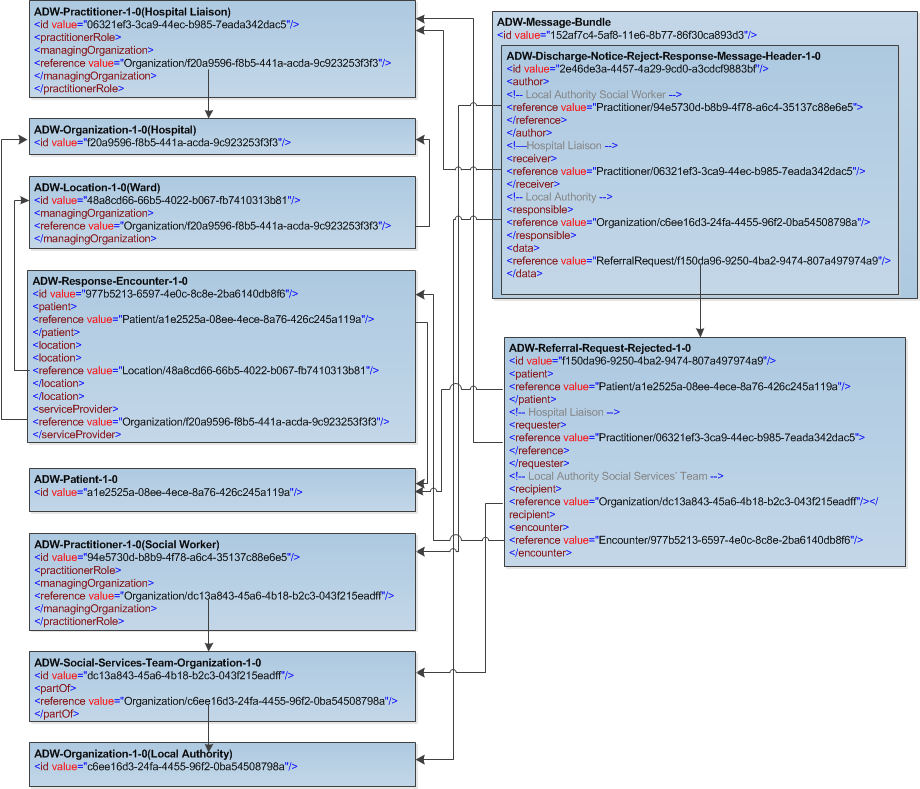 ADW-Practitioner-1-0(Hospital Liaison)
<id value="06321ef3-3ca9-44ec-b985-7eada342dac5"/>
<practitionerRole>
<managingOrganization>
<reference value="Organization/f20a9596-f8b5-441a-acda-9c923253f3f3"/>
</managingOrganization>
</practitionerRole>
ADW-Organization-1-0(Hospital)
<id value="f20a9596-f8b5-441a-acda-9c923253f3f3"/>
ADW-Location-1-0(Ward)
<id value="48a8cd66-66b5-4022-b067-fb7410313b81"/>
<managingOrganization>
<reference value="Organization/f20a9596-f8b5-441a-acda-9c923253f3f3"/>
</managingOrganization>
ADW-Response-Encounter-1-0
<id value="977b5213-6597-4e0c-8c8e-2ba6140db8f6"/>
<patient>
<reference value="Patient/a1e2525a-08ee-4ece-8a76-426c245a119a"/>
</patient>
<location>
<location>
<reference value="Location/48a8cd66-66b5-4022-b067-fb7410313b81"/>
</location>
</location>
<serviceProvider>
<reference value="Organization/f20a9596-f8b5-441a-acda-9c923253f3f3"/>
</serviceProvider>
ADW-Patient-1-0
<id value="a1e2525a-08ee-4ece-8a76-426c245a119a"/>
ADW-Practitioner-1-0(Social Worker)
<id value="94e5730d-b8b9-4f78-a6c4-35137c88e6e5"/>
<practitionerRole>
<managingOrganization>
<reference value="Organization/dc13a843-45a6-4b18-b2c3-043f215eadff"/>
</managingOrganization>
</practitionerRole>
ADW-Social-Services-Team-Organization-1-0
<id value="dc13a843-45a6-4b18-b2c3-043f215eadff"/>
<partOf>
<reference value="Organization/c6ee16d3-24fa-4455-96f2-0ba54508798a"/>
</partOf>
ADW-Organization-1-0(Local Authority)
<id value="c6ee16d3-24fa-4455-96f2-0ba54508798a"/>
ADW-Message-Bundle
<id value="152af7c4-5af8-11e6-8b77-86f30ca893d3"/>
ADW-Discharge-Notice-Reject-Response-Message-Header-1-0
<id value="2e46de3a-4457-4a29-9cd0-a3cdcf9883bf"/>
<author>
<!-- Local Authority Social Worker -->
<reference value="Practitioner/94e5730d-b8b9-4f78-a6c4-35137c88e6e5">
</reference>
</author>
<!—Hospital Liaison -->
<receiver>
<reference value="Practitioner/06321ef3-3ca9-44ec-b985-7eada342dac5"/>
</receiver>
<!-- Local Authority -->
<responsible>
<reference value="Organization/c6ee16d3-24fa-4455-96f2-0ba54508798a"/>
</responsible>
<data>
<reference value="ReferralRequest/f150da96-9250-4ba2-9474-807a497974a9"/>
</data>
ADW-Referral-Request-Rejected-1-0
<id value="f150da96-9250-4ba2-9474-807a497974a9"/>
<patient>
<reference value="Patient/a1e2525a-08ee-4ece-8a76-426c245a119a"/>
</patient>
<!-- Hospital Liaison -->
<requester>
<reference value="Practitioner/06321ef3-3ca9-44ec-b985-7eada342dac5">
</reference>
</requester>
<!-- Local Authority Social Services' Team -->
<recipient>
<reference value="Organization/dc13a843-45a6-4b18-b2c3-043f215eadff"/></
recipient>
<encounter>
<reference value="Encounter/977b5213-6597-4e0c-8c8e-2ba6140db8f6"/>
</encounter>